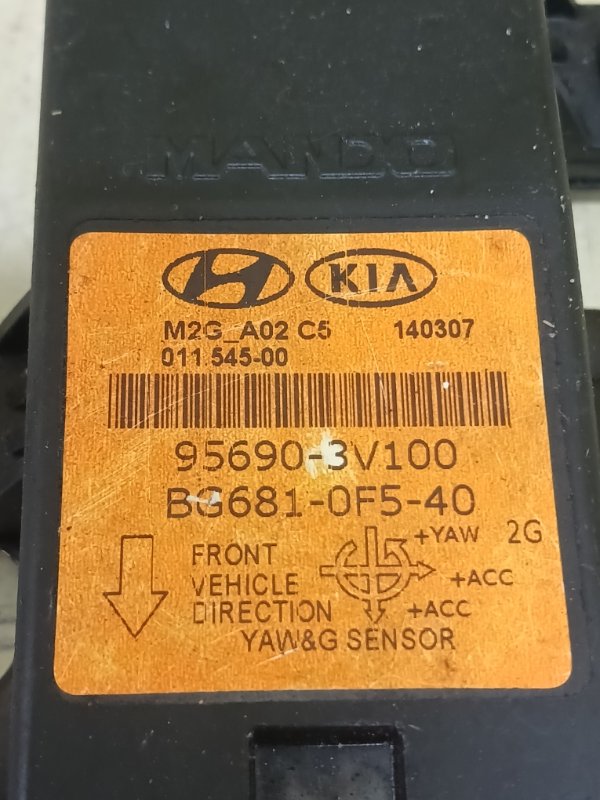 MANDO
KIA
M2G_A02 C5 140307
011 545-00
95690-3V100
BG681-0F5-40
+YAW 2G
FRONT
VEHICLE +ACC
DIRECTION +ACC
YAW&G SENSOR